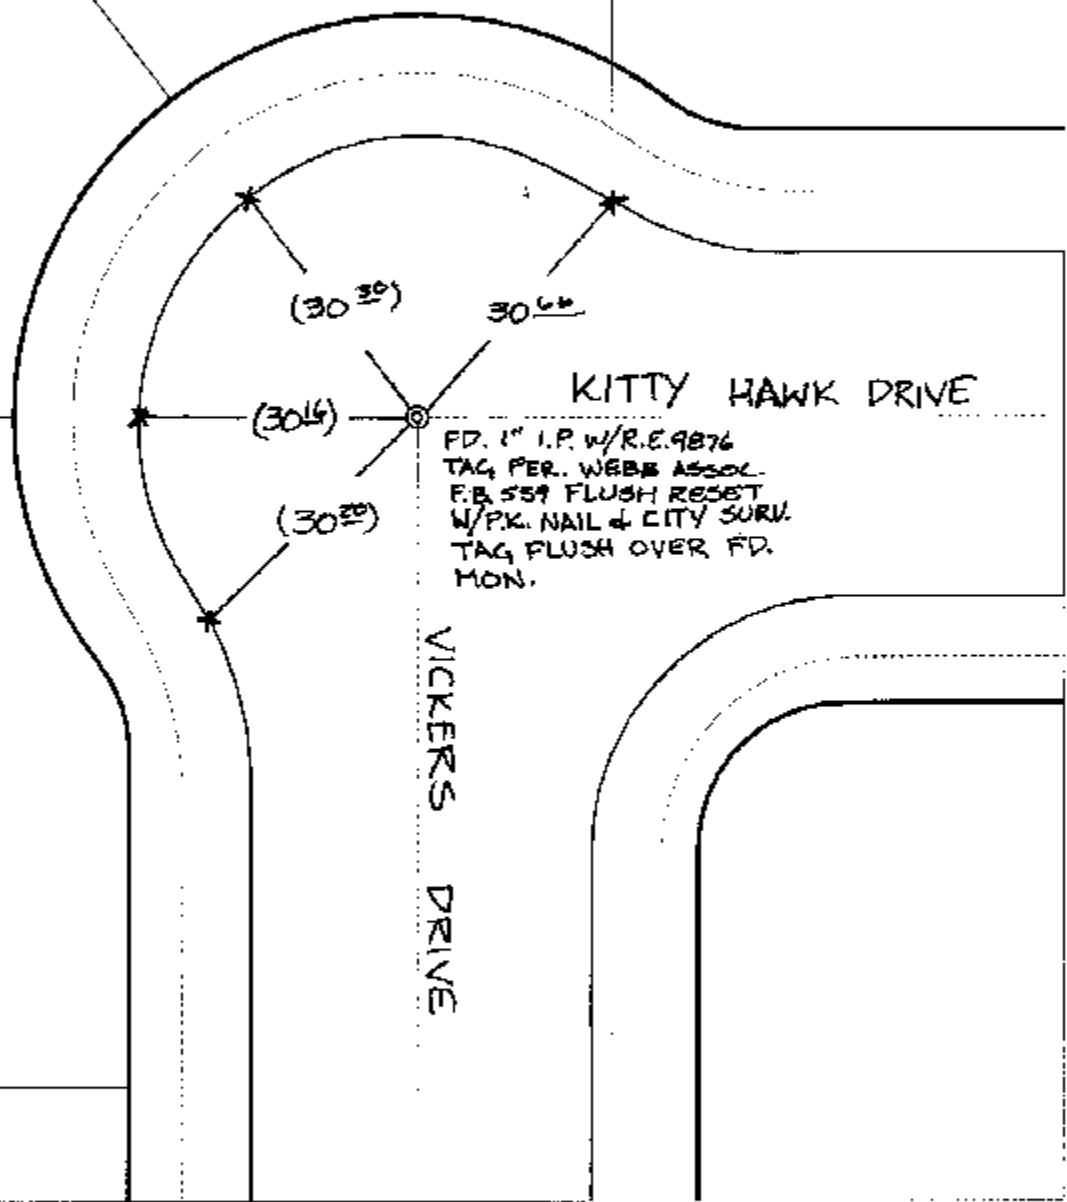 (30 30)
30 66
KITTY HAWK DRIVE
(30 16)
FD. 1" I.P. W/R.E. 9876
TAG PER. WEBB ASSOC.
F.B. 559 FLUSH RESET
W/P.K. NAIL & CITY SURV.
TAG FLUSH OVER FD.
MON.
(30 20)
VICKERS DRIVE